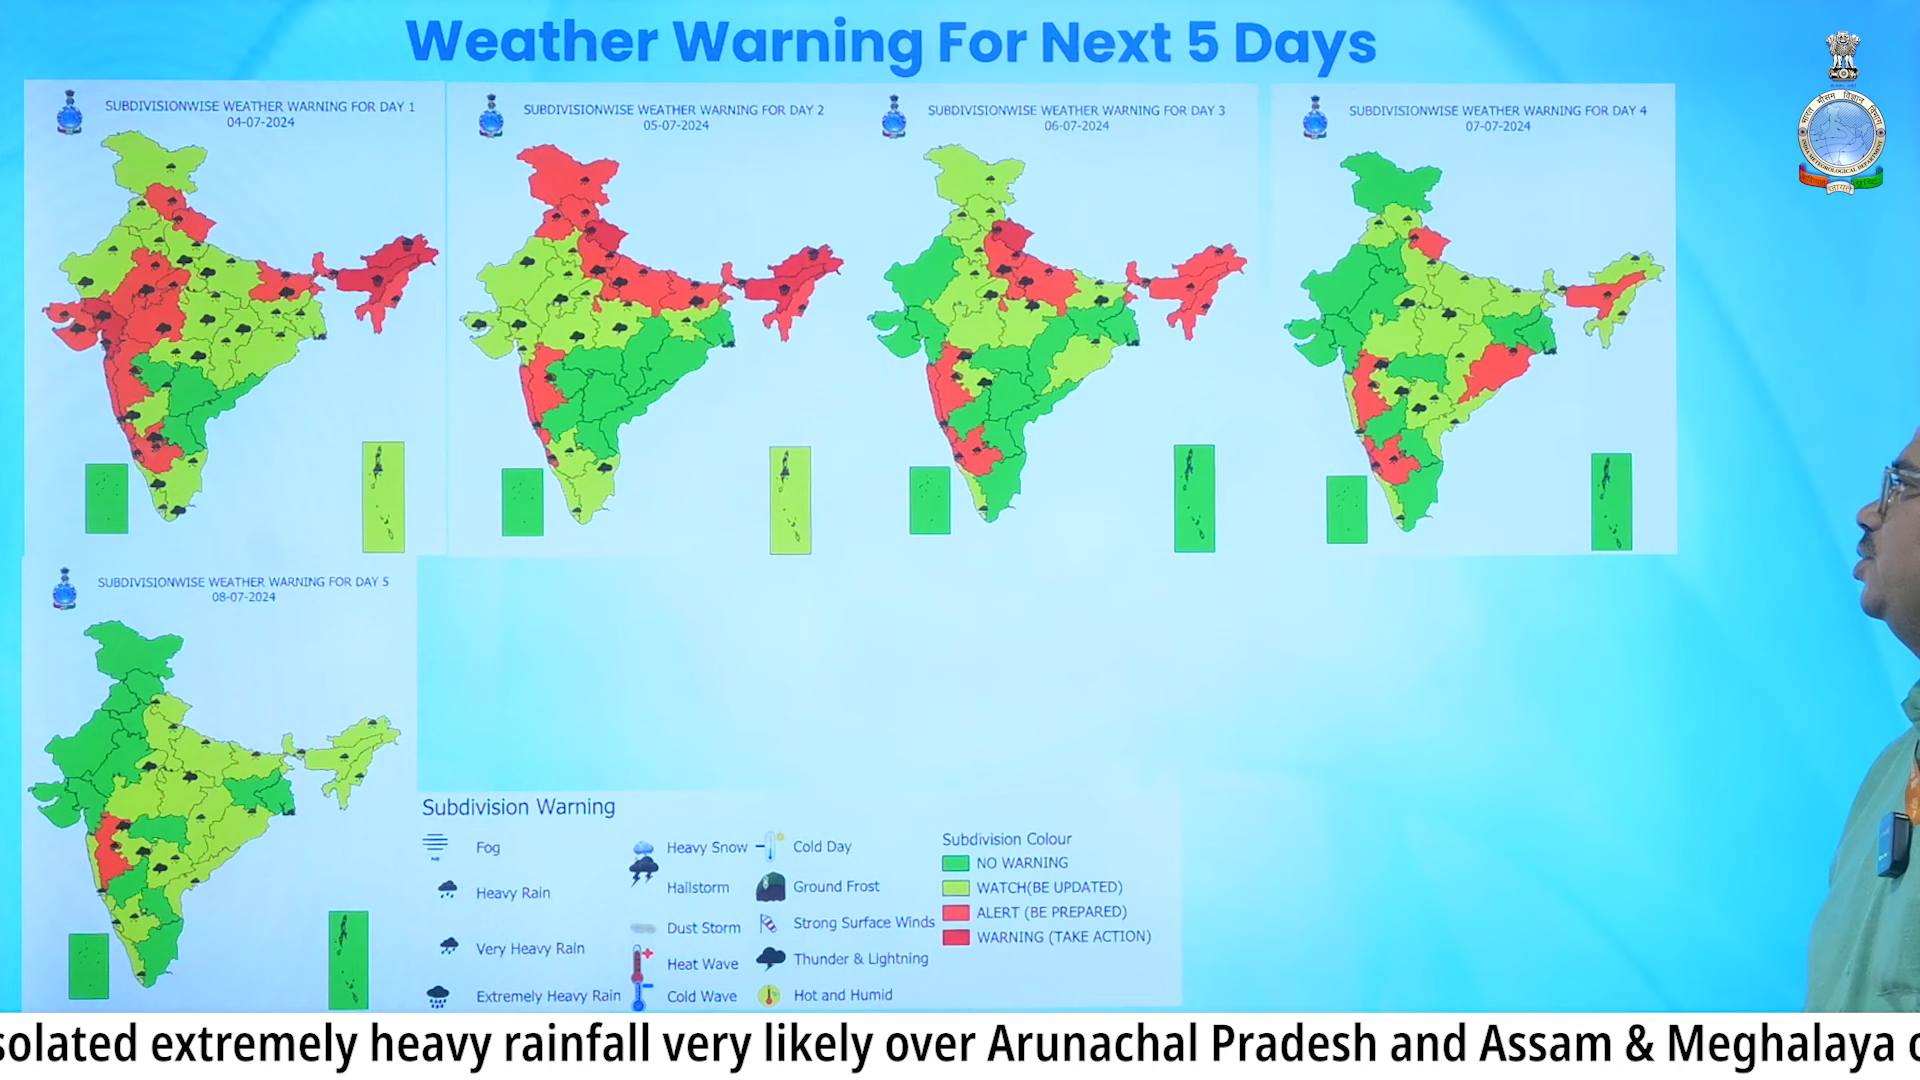 Weather Warning For Next 5 Days
SUBDIVISIONWISE WEATHER WARNING FOR DAY 1
04-07-2024
SUBDIVISIONWISE WEATHER WARNING FOR DAY 2
05-07-2024
SUBDIVISIONWISE WEATHER WARNING FOR DAY 3
06-07-2024
SUBDIVISIONWISE WEATHER WARNING FOR DAY 4
07-07-2024
भारत मौसम विज्ञान विभाग
INDIA METEOROLOGICAL DEPARTMENT
SUBDIVISIONWISE WEATHER WARNING FOR DAY 5
08-07-2024
Subdivision Warning
Fog
Heavy Rain
Very Heavy Rain
Extremely Heavy Rain
Heavy Snow
Hailstorm
Dust Storm
Heat Wave
Cold Wave
Cold Day
Ground Frost
Strong Surface Winds
Thunder & Lightning
Hot and Humid
Subdivision Colour
NO WARNING
WATCH(BE UPDATED)
ALERT (BE PREPARED)
WARNING (TAKE ACTION)
solated extremely heavy rainfall very likely over Arunachal Pradesh and Assam & Meghalaya o